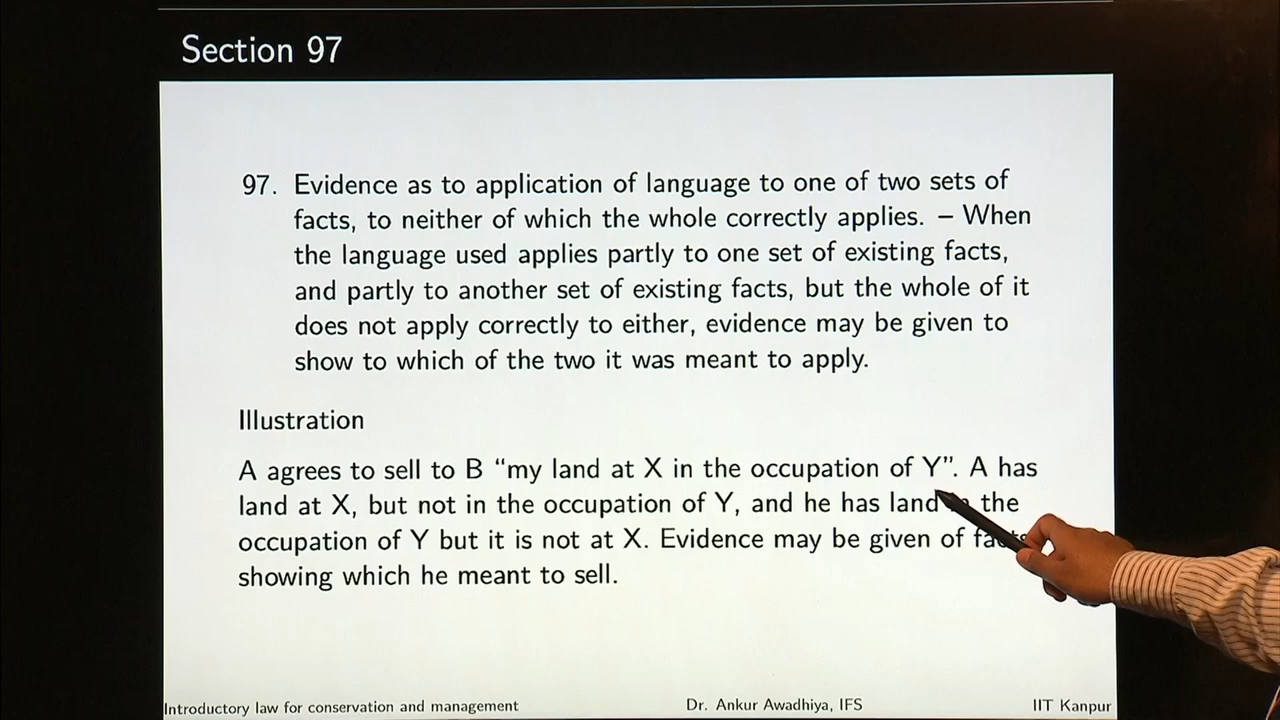 Section 97
97. Evidence as to application of language to one of two sets of
facts, to neither of which the whole correctly applies. – When
the language used applies partly to one set of existing facts,
and partly to another set of existing facts, but the whole of it
does not apply correctly to either, evidence may be given to
show to which of the two it was meant to apply.
Illustration
A agrees to sell to B “my land at X in the occupation of Y”. A has
land at X, but not in the occupation of Y, and he has land the
occupation of Y but it is not at X. Evidence may be given of facts
showing which he meant to sell.
Introductory law for conservation and management Dr. Ankur Awadhiya, IFS IIT Kanpur